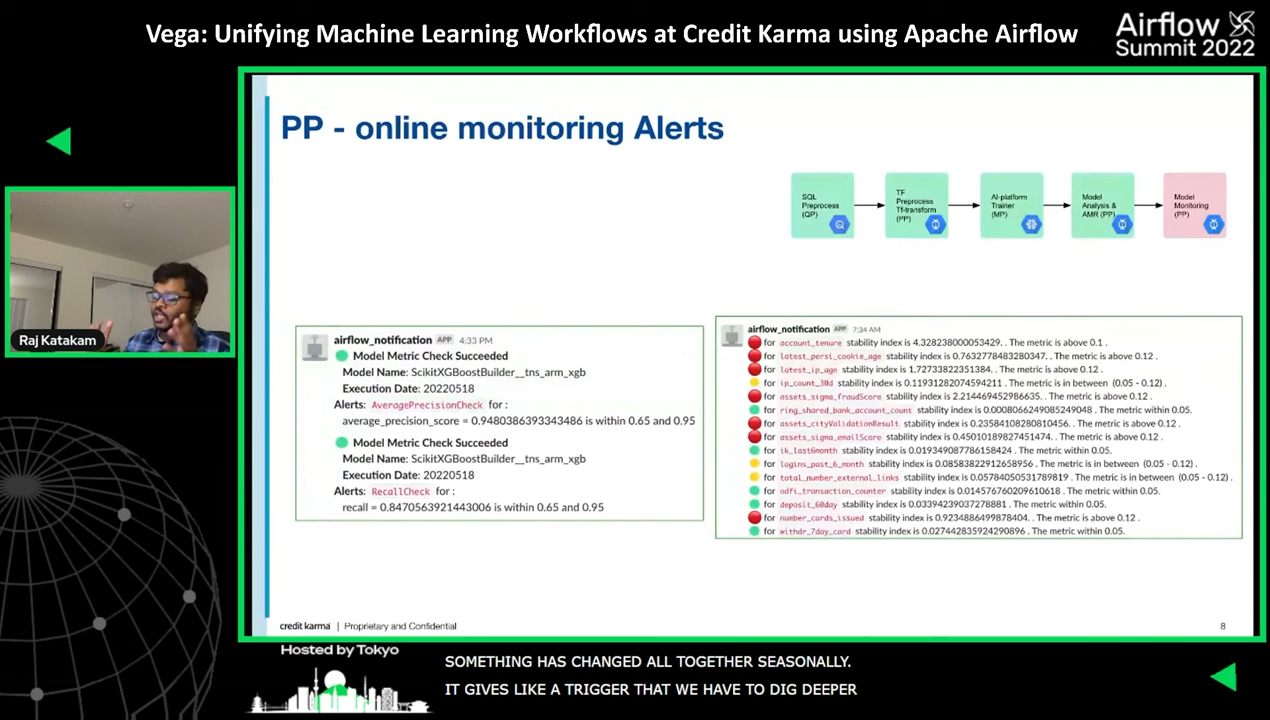 Vega: Unifying Machine Learning Workflows at Credit Karma using Apache Airflow
Airflow
Summit 2022
PP - online monitoring Alerts
SQL
Preprocess
(QP)
TF
Preprocess
Tf-transform
(PP)
AI-platform
Trainer
(MP)
Model
Analysis &
AMR (PP)
Model
Monitoring
(PP)
Raj Katakam
airflow_notification APP 4:33 PM
Model Metric Check Succeeded
Model Name: ScikitXGBoostBuilder__tns_arm_xgb
Execution Date: 20220518
Alerts: AveragePrecisionCheck for :
average_precision_score = 0.9480386393343486 is within 0.65 and 0.95
Model Metric Check Succeeded
Model Name: ScikitXGBoostBuilder__tns_arm_xgb
Execution Date: 20220518
Alerts: RecallCheck for :
recall = 0.8470563921443006 is within 0.65 and 0.95
airflow_notification APP 7:34 AM
for account_tenure stability index is 4.328238000053429. . The metric is above 0.1 .
for latest_persi_cookie_age stability index is 0.7632778483280347. . The metric is above 0.12 .
for latest_ip_age stability index is 1.72733822351384. . The metric is above 0.12 .
for ip_count_30d stability index is 0.11931282074594211 . The metric is in between (0.05 - 0.12) .
for assets_sigma_fraudScore stability index is 2.214469452986635. . The metric is above 0.12 .
for ring_shared_bank_account_count stability index is 0.0008066249085249048 . The metric within 0.05.
for assets_cityValidationResult stability index is 0.23584108280810456. . The metric is above 0.12 .
for assets_sigma_emailScore stability index is 0.45010189827451474. . The metric is above 0.12 .
for ik_last6month stability index is 0.019349087786158424 . The metric within 0.05.
for logins_past_6_month stability index is 0.08583822912658956 . The metric is in between (0.05 - 0.12) .
for total_number_external_links stability index is 0.05784050531789819 . The metric is in between (0.05 - 0.12) .
for odfi_transaction_counter stability index is 0.014576760209610618 . The metric within 0.05.
for deposit_60day stability index is 0.03394239037278881 . The metric within 0.05.
for number_cards_issued stability index is 0.9234886499878404. . The metric is above 0.12 .
for withdr_7day_card stability index is 0.027442835924290896 . The metric within 0.05.
credit karma | Proprietary and Confidential
8
Hosted by Tokyo
SOMETHING HAS CHANGED ALL TOGETHER SEASONALLY.
IT GIVES LIKE A TRIGGER THAT WE HAVE TO DIG DEEPER